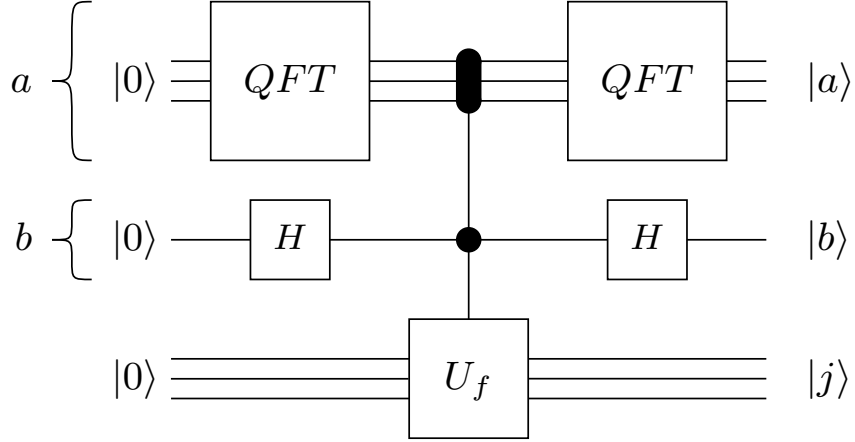 a |0⟩ QFT QFT |a⟩
b |0⟩ H H |b⟩
|0⟩ U_f |j⟩